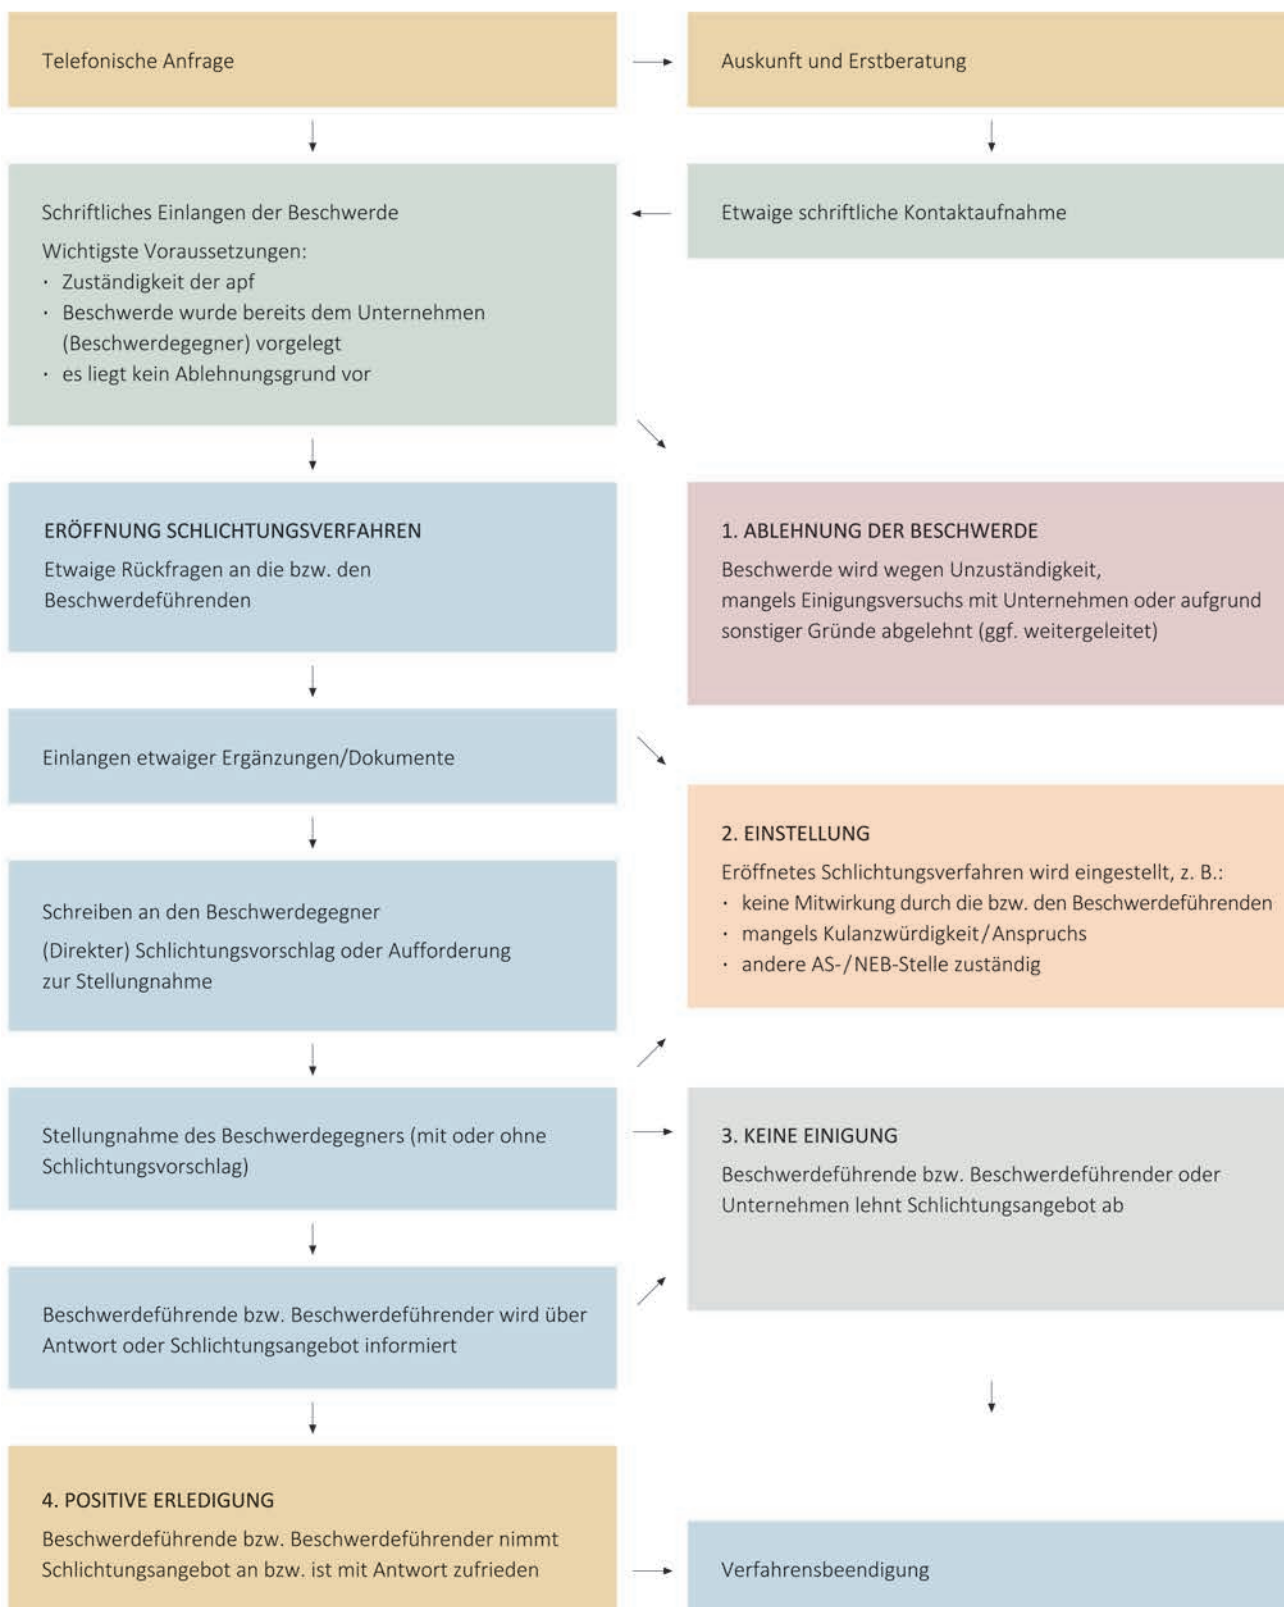 Telefonische Anfrage
Auskunft und Erstberatung
Schriftliches Einlangen der Beschwerde
Wichtigste Voraussetzungen:
· Zuständigkeit der apf
· Beschwerde wurde bereits dem Unternehmen
(Beschwerdegegner) vorgelegt
· es liegt kein Ablehnungsgrund vor
Etwaige schriftliche Kontaktaufnahme
ERÖFFNUNG SCHLICHTUNGSVERFAHREN
Etwaige Rückfragen an die bzw. den
Beschwerdeführenden
1. ABLEHNUNG DER BESCHWERDE
Beschwerde wird wegen Unzuständigkeit,
mangels Einigungsversuchs mit Unternehmen oder aufgrund
sonstiger Gründe abgelehnt (ggf. weitergeleitet)
Einlangen etwaiger Ergänzungen/Dokumente
2. EINSTELLUNG
Eröffnetes Schlichtungsverfahren wird eingestellt, z. B.:
· keine Mitwirkung durch die bzw. den Beschwerdeführenden
· mangels Kulanzwürdigkeit/Anspruchs
· andere AS-/NEB-Stelle zuständig
Schreiben an den Beschwerdegegner
(Direkter) Schlichtungsvorschlag oder Aufforderung
zur Stellungnahme
Stellungnahme des Beschwerdegegners (mit oder ohne
Schlichtungsvorschlag)
3. KEINE EINIGUNG
Beschwerdeführende bzw. Beschwerdeführender oder
Unternehmen lehnt Schlichtungsangebot ab
Beschwerdeführende bzw. Beschwerdeführender wird über
Antwort oder Schlichtungsangebot informiert
4. POSITIVE ERLEDIGUNG
Beschwerdeführende bzw. Beschwerdeführender nimmt
Schlichtungsangebot an bzw. ist mit Antwort zufrieden
Verfahrensbeendigung